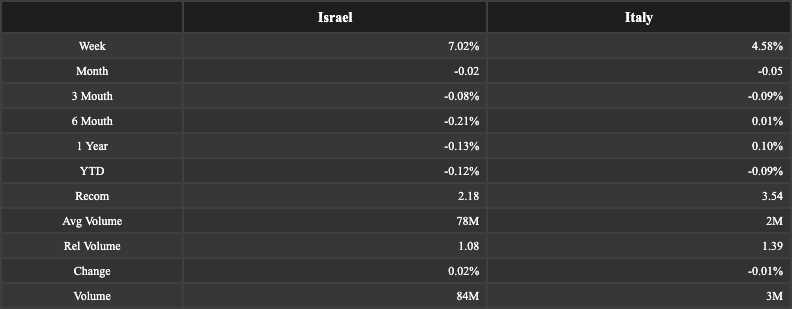 Israel Italy
Week 7.02% 4.58%
Month -0.02 -0.05
3 Mouth -0.08% -0.09%
6 Mouth -0.21% 0.01%
1 Year -0.13% 0.10%
YTD -0.12% -0.09%
Recom 2.18 3.54
Avg Volume 78M 2M
Rel Volume 1.08 1.39
Change 0.02% -0.01%
Volume 84M 3M